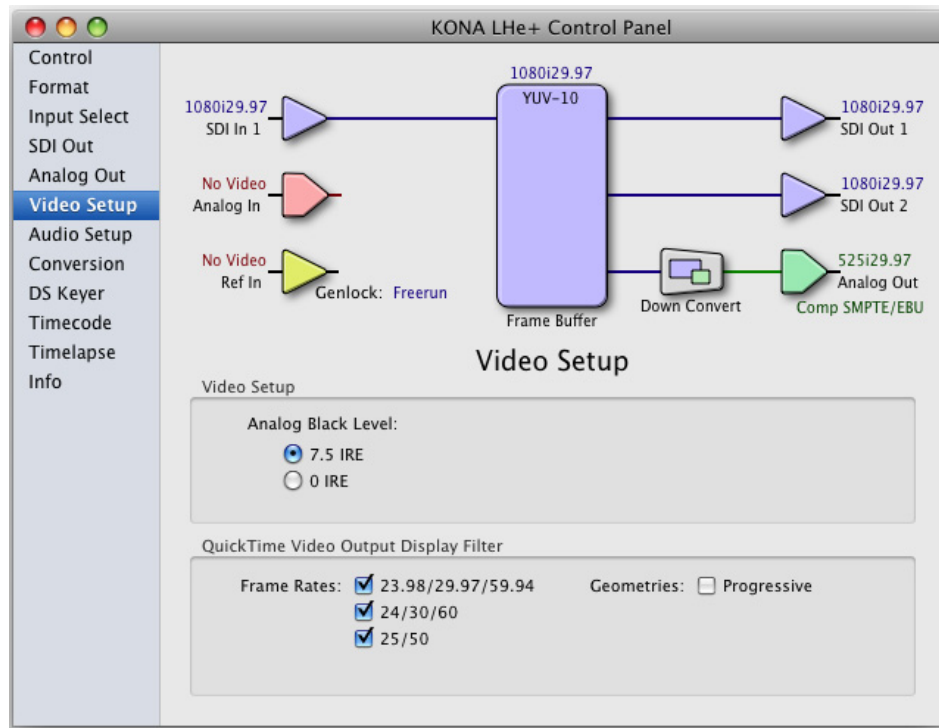 KONA LHe+ Control Panel
Control
Format
Input Select
SDI Out
Analog Out
Video Setup
Audio Setup
Conversion
DS Keyer
Timecode
Timelapse
Info
1080i29.97
YUV-10
Frame Buffer
1080i29.97
SDI In 1
No Video
Analog In
No Video
Ref In
Genlock: Freerun
1080i29.97
SDI Out 1
1080i29.97
SDI Out 2
Down Convert
525i29.97
Analog Out
Comp SMPTE/EBU
Video Setup
Video Setup
Analog Black Level:
7.5 IRE
0 IRE
QuickTime Video Output Display Filter
Frame Rates: 23.98/29.97/59.94 Geometries: Progressive
24/30/60
25/50